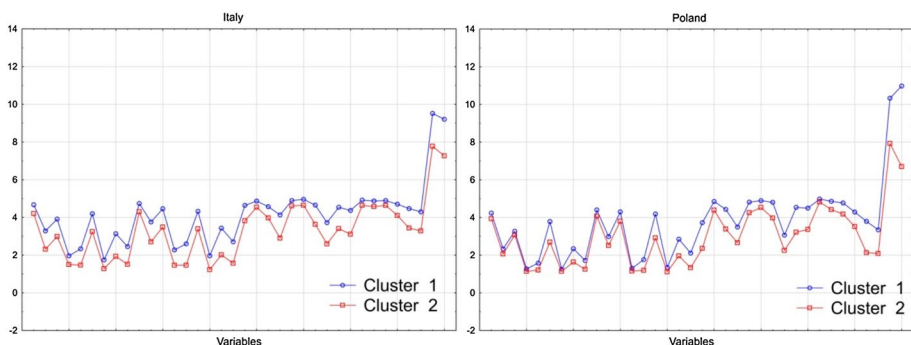 Italy
14
12
10
8
6
4
2
0
-2
Cluster 1
Cluster 2
Variables
Poland
14
12
10
8
6
4
2
0
-2
Cluster 1
Cluster 2
Variables